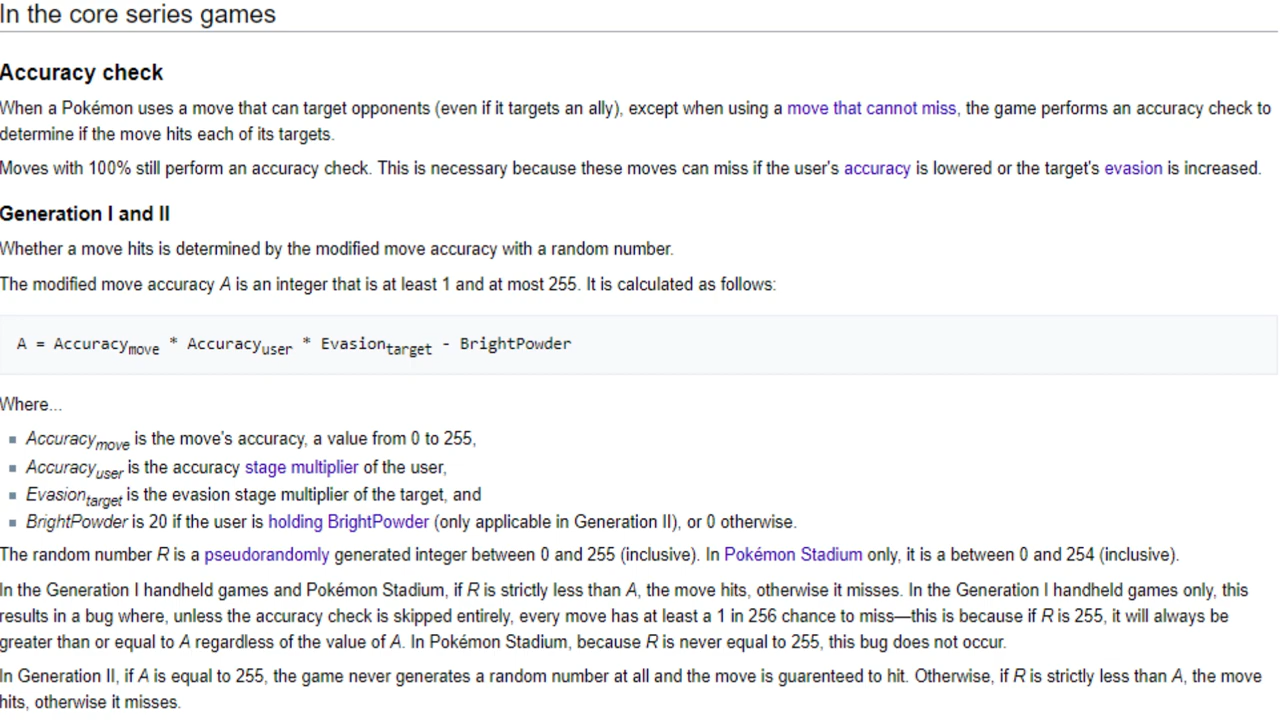 In the core series games
Accuracy check
When a Pokémon uses a move that can target opponents (even if it targets an ally), except when using a move that cannot miss, the game performs an accuracy check to
determine if the move hits each of its targets.
Moves with 100% still perform an accuracy check. This is necessary because these moves can miss if the user's accuracy is lowered or the target's evasion is increased.
Generation I and II
Whether a move hits is determined by the modified move accuracy with a random number.
The modified move accuracy A is an integer that is at least 1 and at most 255. It is calculated as follows:
A = Accuracymove * Accuracyuser * Evasiontarget - BrightPowder
Where...
▪ Accuracymove is the move's accuracy, a value from 0 to 255,
▪ Accuracyuser is the accuracy stage multiplier of the user,
▪ Evasiontarget is the evasion stage multiplier of the target, and
▪ BrightPowder is 20 if the user is holding BrightPowder (only applicable in Generation II), or 0 otherwise.
The random number R is a pseudorandomly generated integer between 0 and 255 (inclusive). In Pokémon Stadium only, it is a between 0 and 254 (inclusive).
In the Generation I handheld games and Pokémon Stadium, if R is strictly less than A, the move hits, otherwise it misses. In the Generation I handheld games only, this
results in a bug where, unless the accuracy check is skipped entirely, every move has at least a 1 in 256 chance to miss—this is because if R is 255, it will always be
greater than or equal to A regardless of the value of A. In Pokémon Stadium, because R is never equal to 255, this bug does not occur.
In Generation II, if A is equal to 255, the game never generates a random number at all and the move is guarenteed to hit. Otherwise, if R is strictly less than A, the move
hits, otherwise it misses.